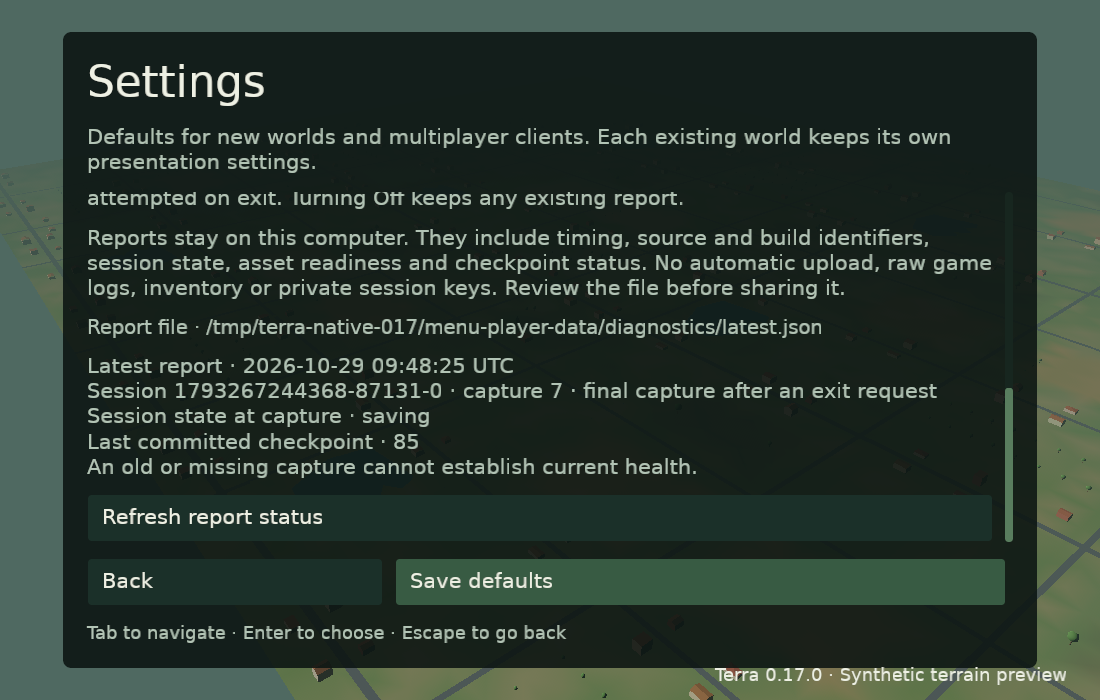 Settings
Defaults for new worlds and multiplayer clients. Each existing world keeps its own
presentation settings.
attempted on exit. Turning Off keeps any existing report.
Reports stay on this computer. They include timing, source and build identifiers,
session state, asset readiness and checkpoint status. No automatic upload, raw game
logs, inventory or private session keys. Review the file before sharing it.
Report file · /tmp/terra-native-017/menu-player-data/diagnostics/latest.json
Latest report · 2026-10-29 09:48:25 UTC
Session 1793267244368-87131-0 · capture 7 · final capture after an exit request
Session state at capture · saving
Last committed checkpoint · 85
An old or missing capture cannot establish current health.
Refresh report status
Back
Save defaults
Tab to navigate · Enter to choose · Escape to go back
Terra 0.17.0 · Synthetic terrain preview